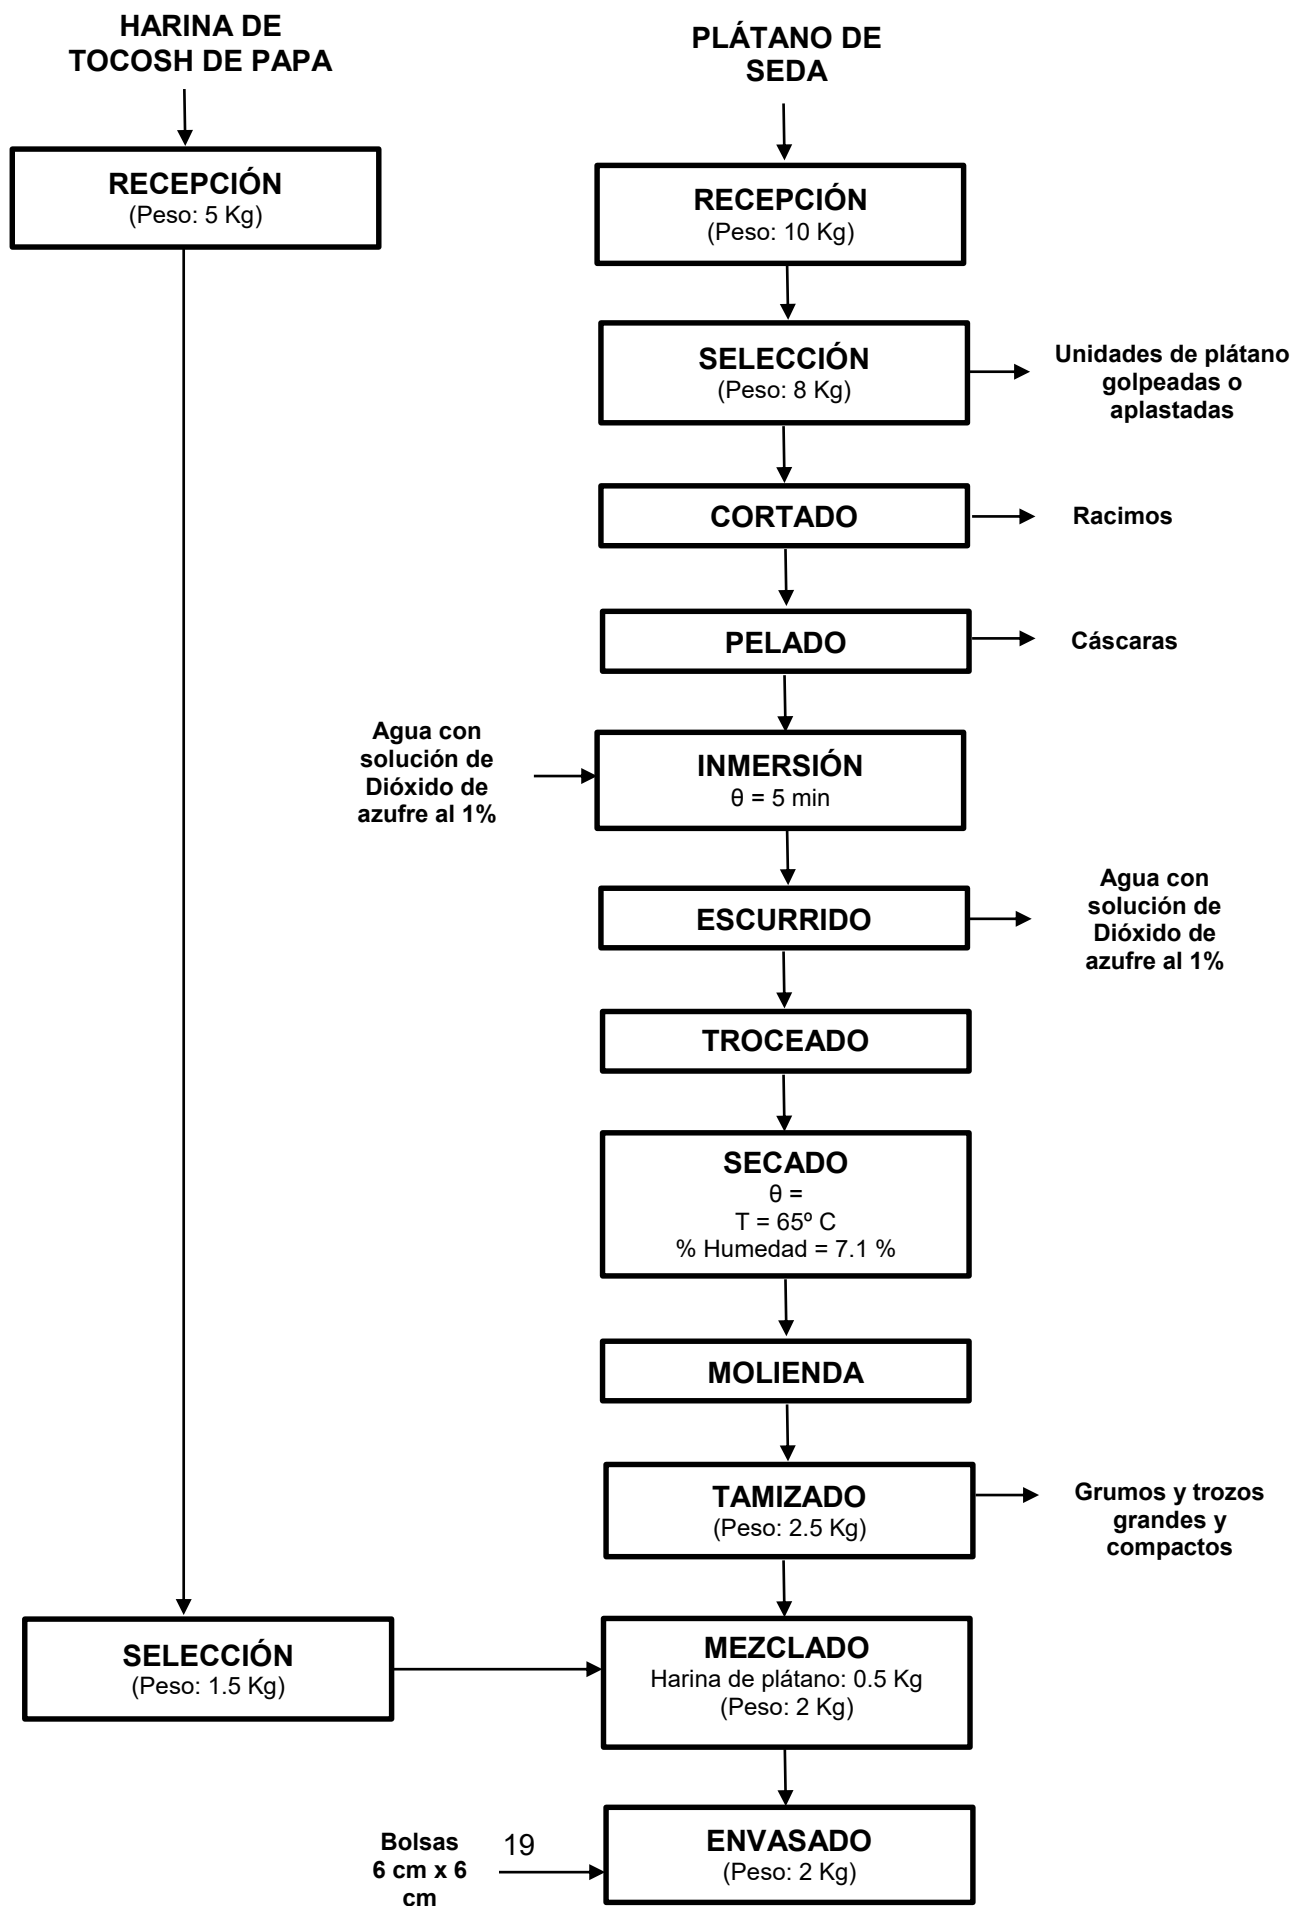 HARINA DE
TOCOSH DE PAPA
PLÁTANO DE
SEDA
RECEPCIÓN
(Peso: 5 Kg)
RECEPCIÓN
(Peso: 10 Kg)
SELECCIÓN
(Peso: 8 Kg)
Unidades de plátano
golpeadas o
aplastadas
CORTADO
Racimos
PELADO
Cáscaras
Agua con
solución de
Dióxido de
azufre al 1%
INMERSIÓN
θ = 5 min
ESCURRIDO
Agua con
solución de
Dióxido de
azufre al 1%
TROCEADO
SECADO
θ =
T = 65º C
% Humedad = 7.1 %
MOLIENDA
TAMIZADO
(Peso: 2.5 Kg)
Grumos y trozos
grandes y
compactos
SELECCIÓN
(Peso: 1.5 Kg)
MEZCLADO
Harina de plátano: 0.5 Kg
(Peso: 2 Kg)
Bolsas
6 cm x 6
cm
19
ENVASADO
(Peso: 2 Kg)